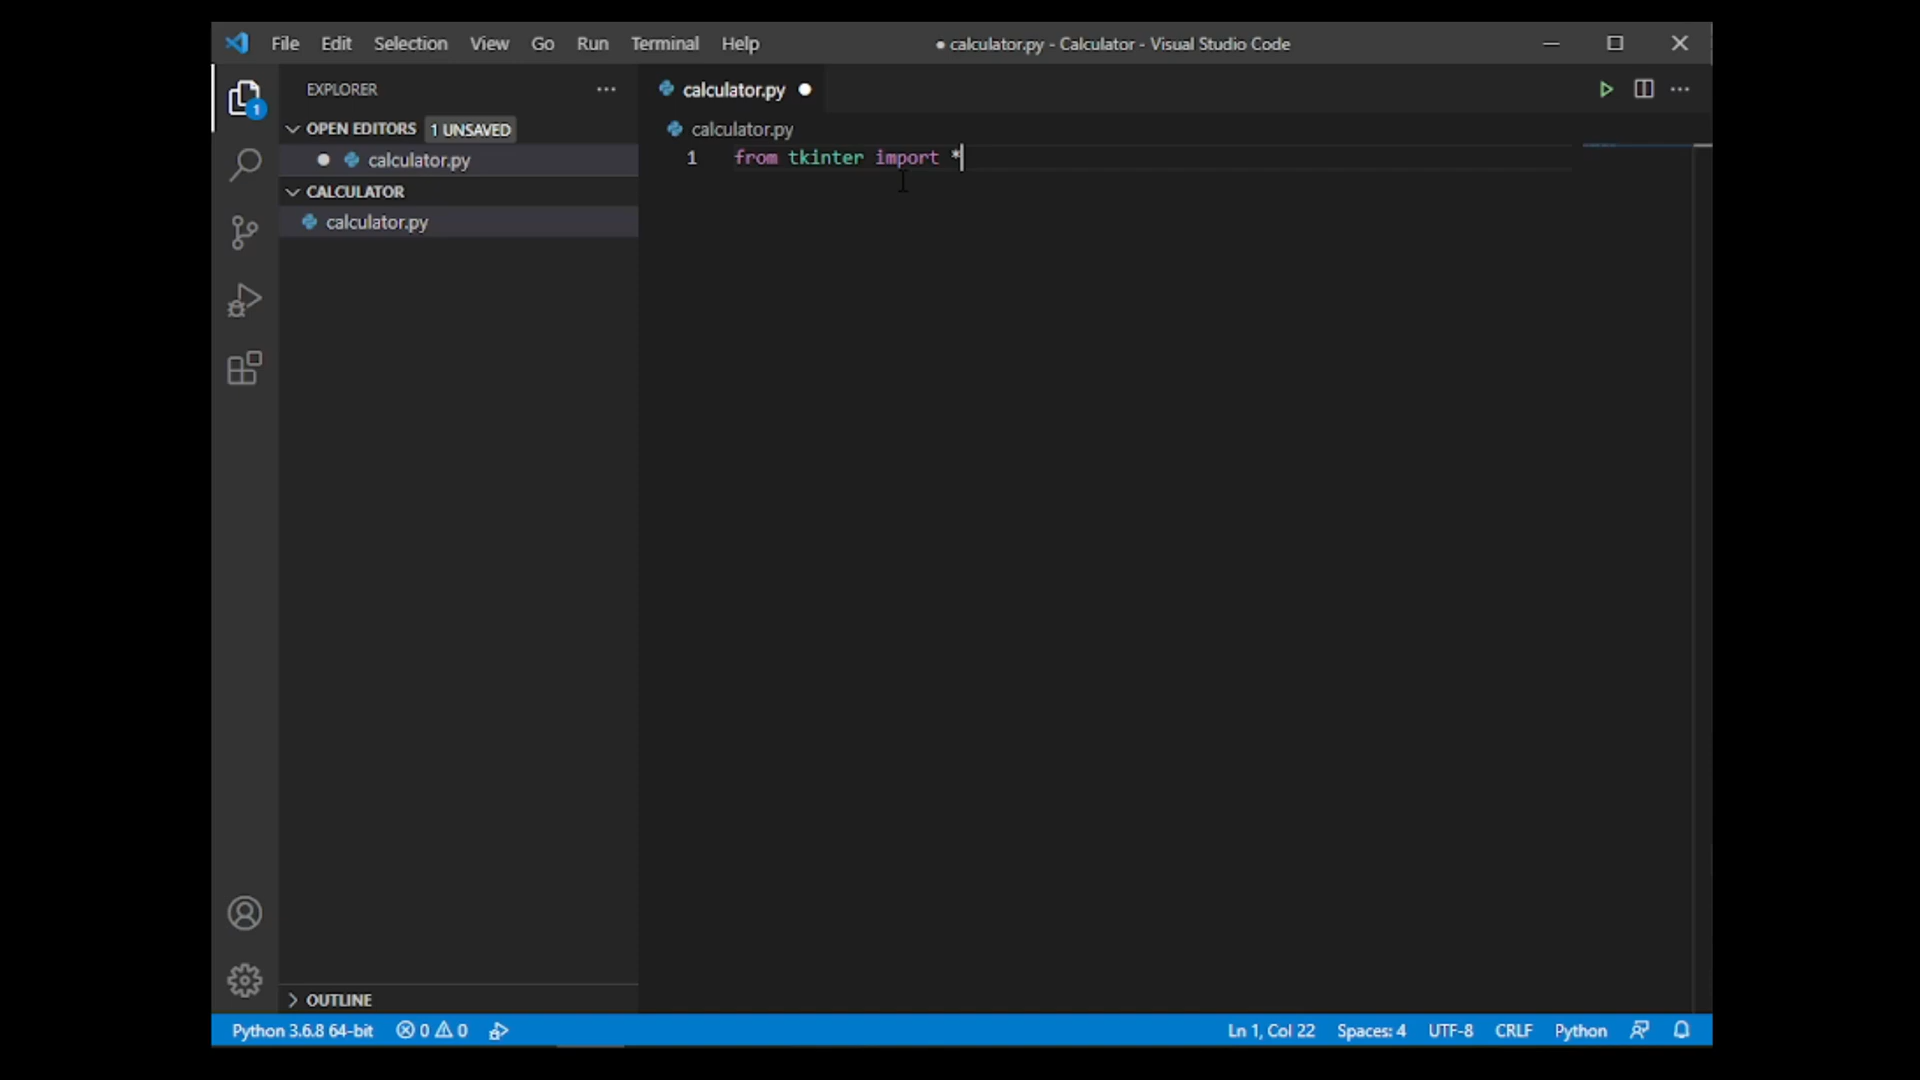 File Edit Selection View Go Run Terminal Help
● calculator.py - Calculator - Visual Studio Code
EXPLORER
calculator.py
OPEN EDITORS 1 UNSAVED
calculator.py
calculator.py
CALCULATOR
calculator.py
1 from tkinter import *
1
OUTLINE
Python 3.6.8 64-bit 0 0 Ln 1, Col 22 Spaces: 4 UTF-8 CRLF Python